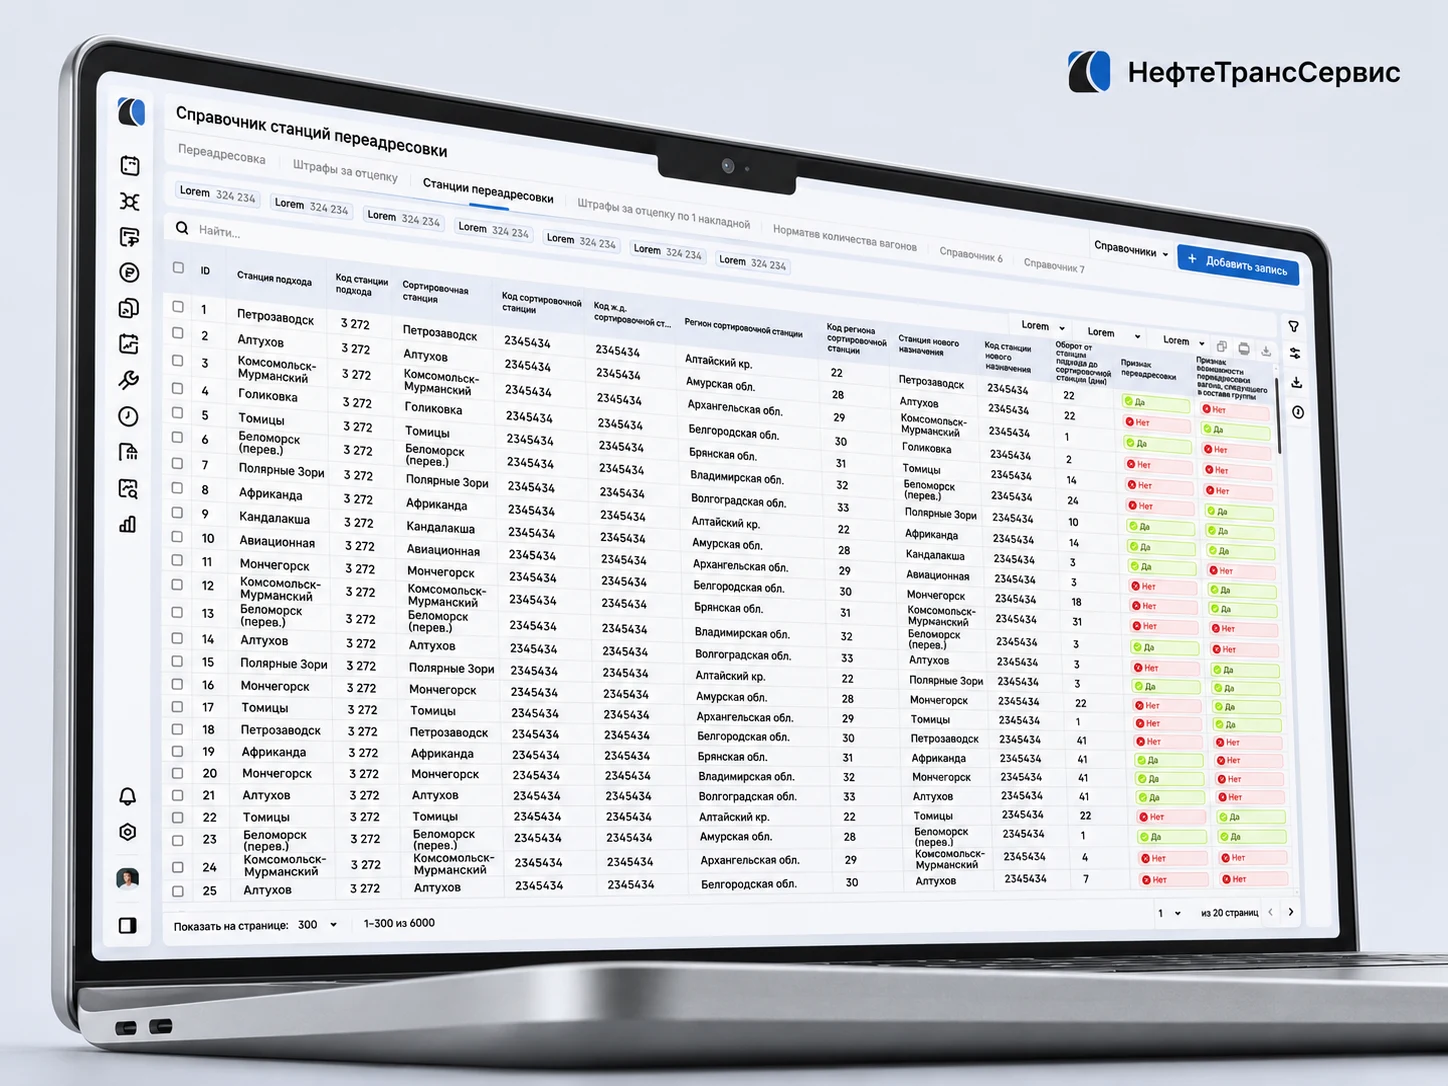 НефтеТрансСервис
Справочник станций переадресовки
Переадресовка Штрафы за отцепку Станции переадресовки Штрафы за отцепку по 1 накладной Норматев количества вагонов Справочник 6 Справочник 7
Справочники + Добавить запись
Lorem 324 234 Lorem 324 234 Lorem 324 234 Lorem 324 234 Lorem 324 234 Lorem 324 234 Lorem 324 234
Найти...
Lorem Lorem Lorem
ID Станция подхода Код станции подхода Сортировочная станция Код сортировочной станции Код ж.д. сортировочной ст... Регион сортировочной станции Код региона сортировочной станции Станция нового назначения Код станции нового назначения Оборот от станции подхода до сортировочной станции (дни) Признак переадресовки Признак возможности переадресовки вагона, следующего в составе группы
1 Петрозаводск 3 272 Петрозаводск 2345434 2345434 Алтайский кр. 22 Петрозаводск 2345434 22 Да Нет
2 Алтухов 3 272 Алтухов 2345434 2345434 Амурская обл. 28 Алтухов 2345434 22 Нет Да
3 Комсомольск-Мурманский 3 272 Комсомольск-Мурманский 2345434 2345434 Архангельская обл. 29 Комсомольск-Мурманский 2345434 1 Да Нет
4 Голиковка 3 272 Голиковка 2345434 2345434 Белгородская обл. 30 Голиковка 2345434 2 Нет Нет
5 Томицы 3 272 Томицы 2345434 2345434 Брянская обл. 31 Томицы 2345434 14 Нет Нет
6 Беломорск (перев.) 3 272 Беломорск (перев.) 2345434 2345434 Владимирская обл. 32 Беломорск (перев.) 2345434 24 Нет Да
7 Полярные Зори 3 272 Полярные Зори 2345434 2345434 Волгоградская обл. 33 Полярные Зори 2345434 10 Да Да
8 Африканда 3 272 Африканда 2345434 2345434 Алтайский кр. 22 Африканда 2345434 14 Да Да
9 Кандалакша 3 272 Кандалакша 2345434 2345434 Амурская обл. 28 Кандалакша 2345434 3 Да Нет
10 Авиационная 3 272 Авиационная 2345434 2345434 Архангельская обл. 29 Авиационная 2345434 3 Нет Да
11 Мончегорск 3 272 Мончегорск 2345434 2345434 Белгородская обл. 30 Мончегорск 2345434 18 Нет Да
12 Комсомольск-Мурманский 3 272 Комсомольск-Мурманский 2345434 2345434 Брянская обл. 31 Комсомольск-Мурманский 2345434 31 Нет Нет
13 Беломорск (перев.) 3 272 Беломорск (перев.) 2345434 2345434 Владимирская обл. 32 Беломорск (перев.) 2345434 3 Да Нет
14 Алтухов 3 272 Алтухов 2345434 2345434 Волгоградская обл. 33 Алтухов 2345434 3 Нет Да
15 Полярные Зори 3 272 Полярные Зори 2345434 2345434 Алтайский кр. 22 Полярные Зори 2345434 3 Да Да
16 Мончегорск 3 272 Мончегорск 2345434 2345434 Амурская обл. 28 Мончегорск 2345434 22 Нет Да
17 Томицы 3 272 Томицы 2345434 2345434 Архангельская обл. 29 Томицы 2345434 1 Нет Да
18 Петрозаводск 3 272 Петрозаводск 2345434 2345434 Белгородская обл. 30 Петрозаводск 2345434 41 Нет Нет
19 Африканда 3 272 Африканда 2345434 2345434 Брянская обл. 31 Африканда 2345434 41 Да Нет
20 Мончегорск 3 272 Мончегорск 2345434 2345434 Владимирская обл. 32 Мончегорск 2345434 41 Да Нет
21 Алтухов 3 272 Алтухов 2345434 2345434 Волгоградская обл. 33 Алтухов 2345434 41 Да Нет
22 Томицы 3 272 Томицы 2345434 2345434 Алтайский кр. 22 Томицы 2345434 22 Нет Да
23 Беломорск (перев.) 3 272 Беломорск (перев.) 2345434 2345434 Амурская обл. 28 Беломорск (перев.) 2345434 1 Да Да
24 Комсомольск-Мурманский 3 272 Комсомольск-Мурманский 2345434 2345434 Архангельская обл. 29 Комсомольск-Мурманский 2345434 4 Нет Нет
25 Алтухов 3 272 Алтухов 2345434 2345434 Белгородская обл. 30 Алтухов 2345434 7 Нет Нет
Показать на странице: 300 1–300 из 6000 1 из 20 страниц